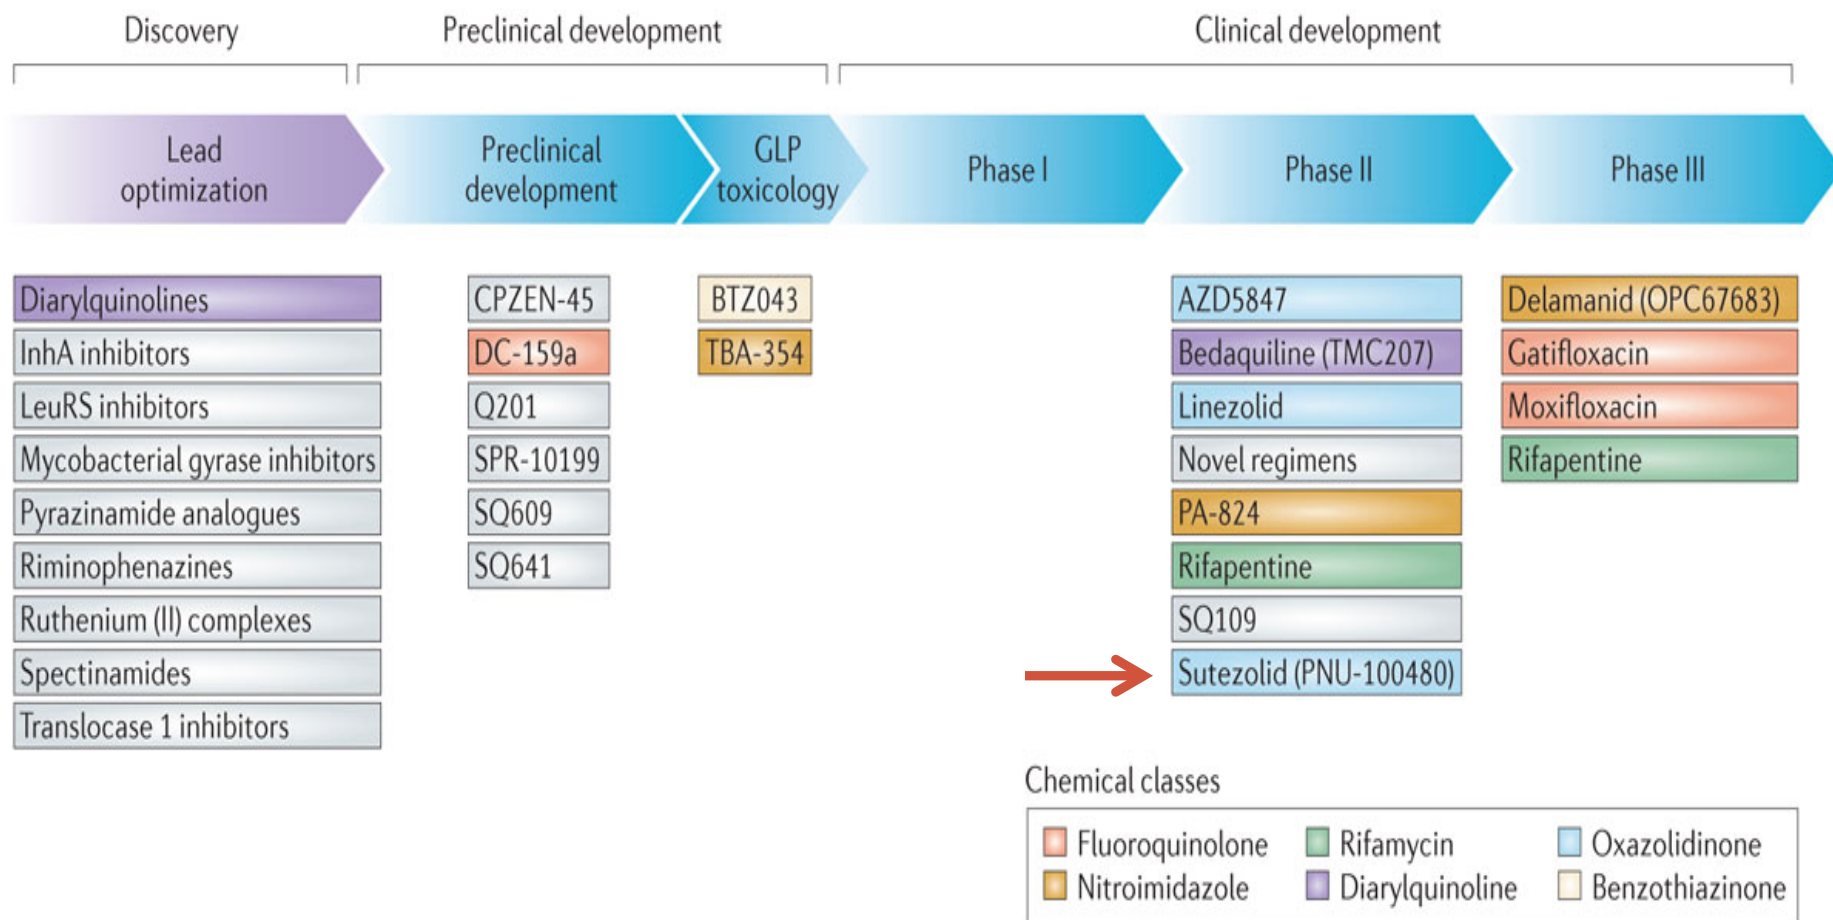 Discovery
Preclinical development
Clinical development
Lead
optimization
Preclinical
development
GLP
toxicology
Phase I
Phase II
Phase III
Diarylquinolines
InhA inhibitors
LeuRS inhibitors
Mycobacterial gyrase inhibitors
Pyrazinamide analogues
Riminophenazines
Ruthenium (II) complexes
Spectinamides
Translocase 1 inhibitors
CPZEN-45
DC-159a
Q201
SPR-10199
SQ609
SQ641
BTZ043
TBA-354
AZD5847
Bedaquiline (TMC207)
Linezolid
Novel regimens
PA-824
Rifapentine
SQ109
Sutezolid (PNU-100480)
Delamanid (OPC67683)
Gatifloxacin
Moxifloxacin
Rifapentine
Chemical classes
Fluoroquinolone
Rifamycin
Oxazolidinone
Nitroimidazole
Diarylquinoline
Benzothiazinone